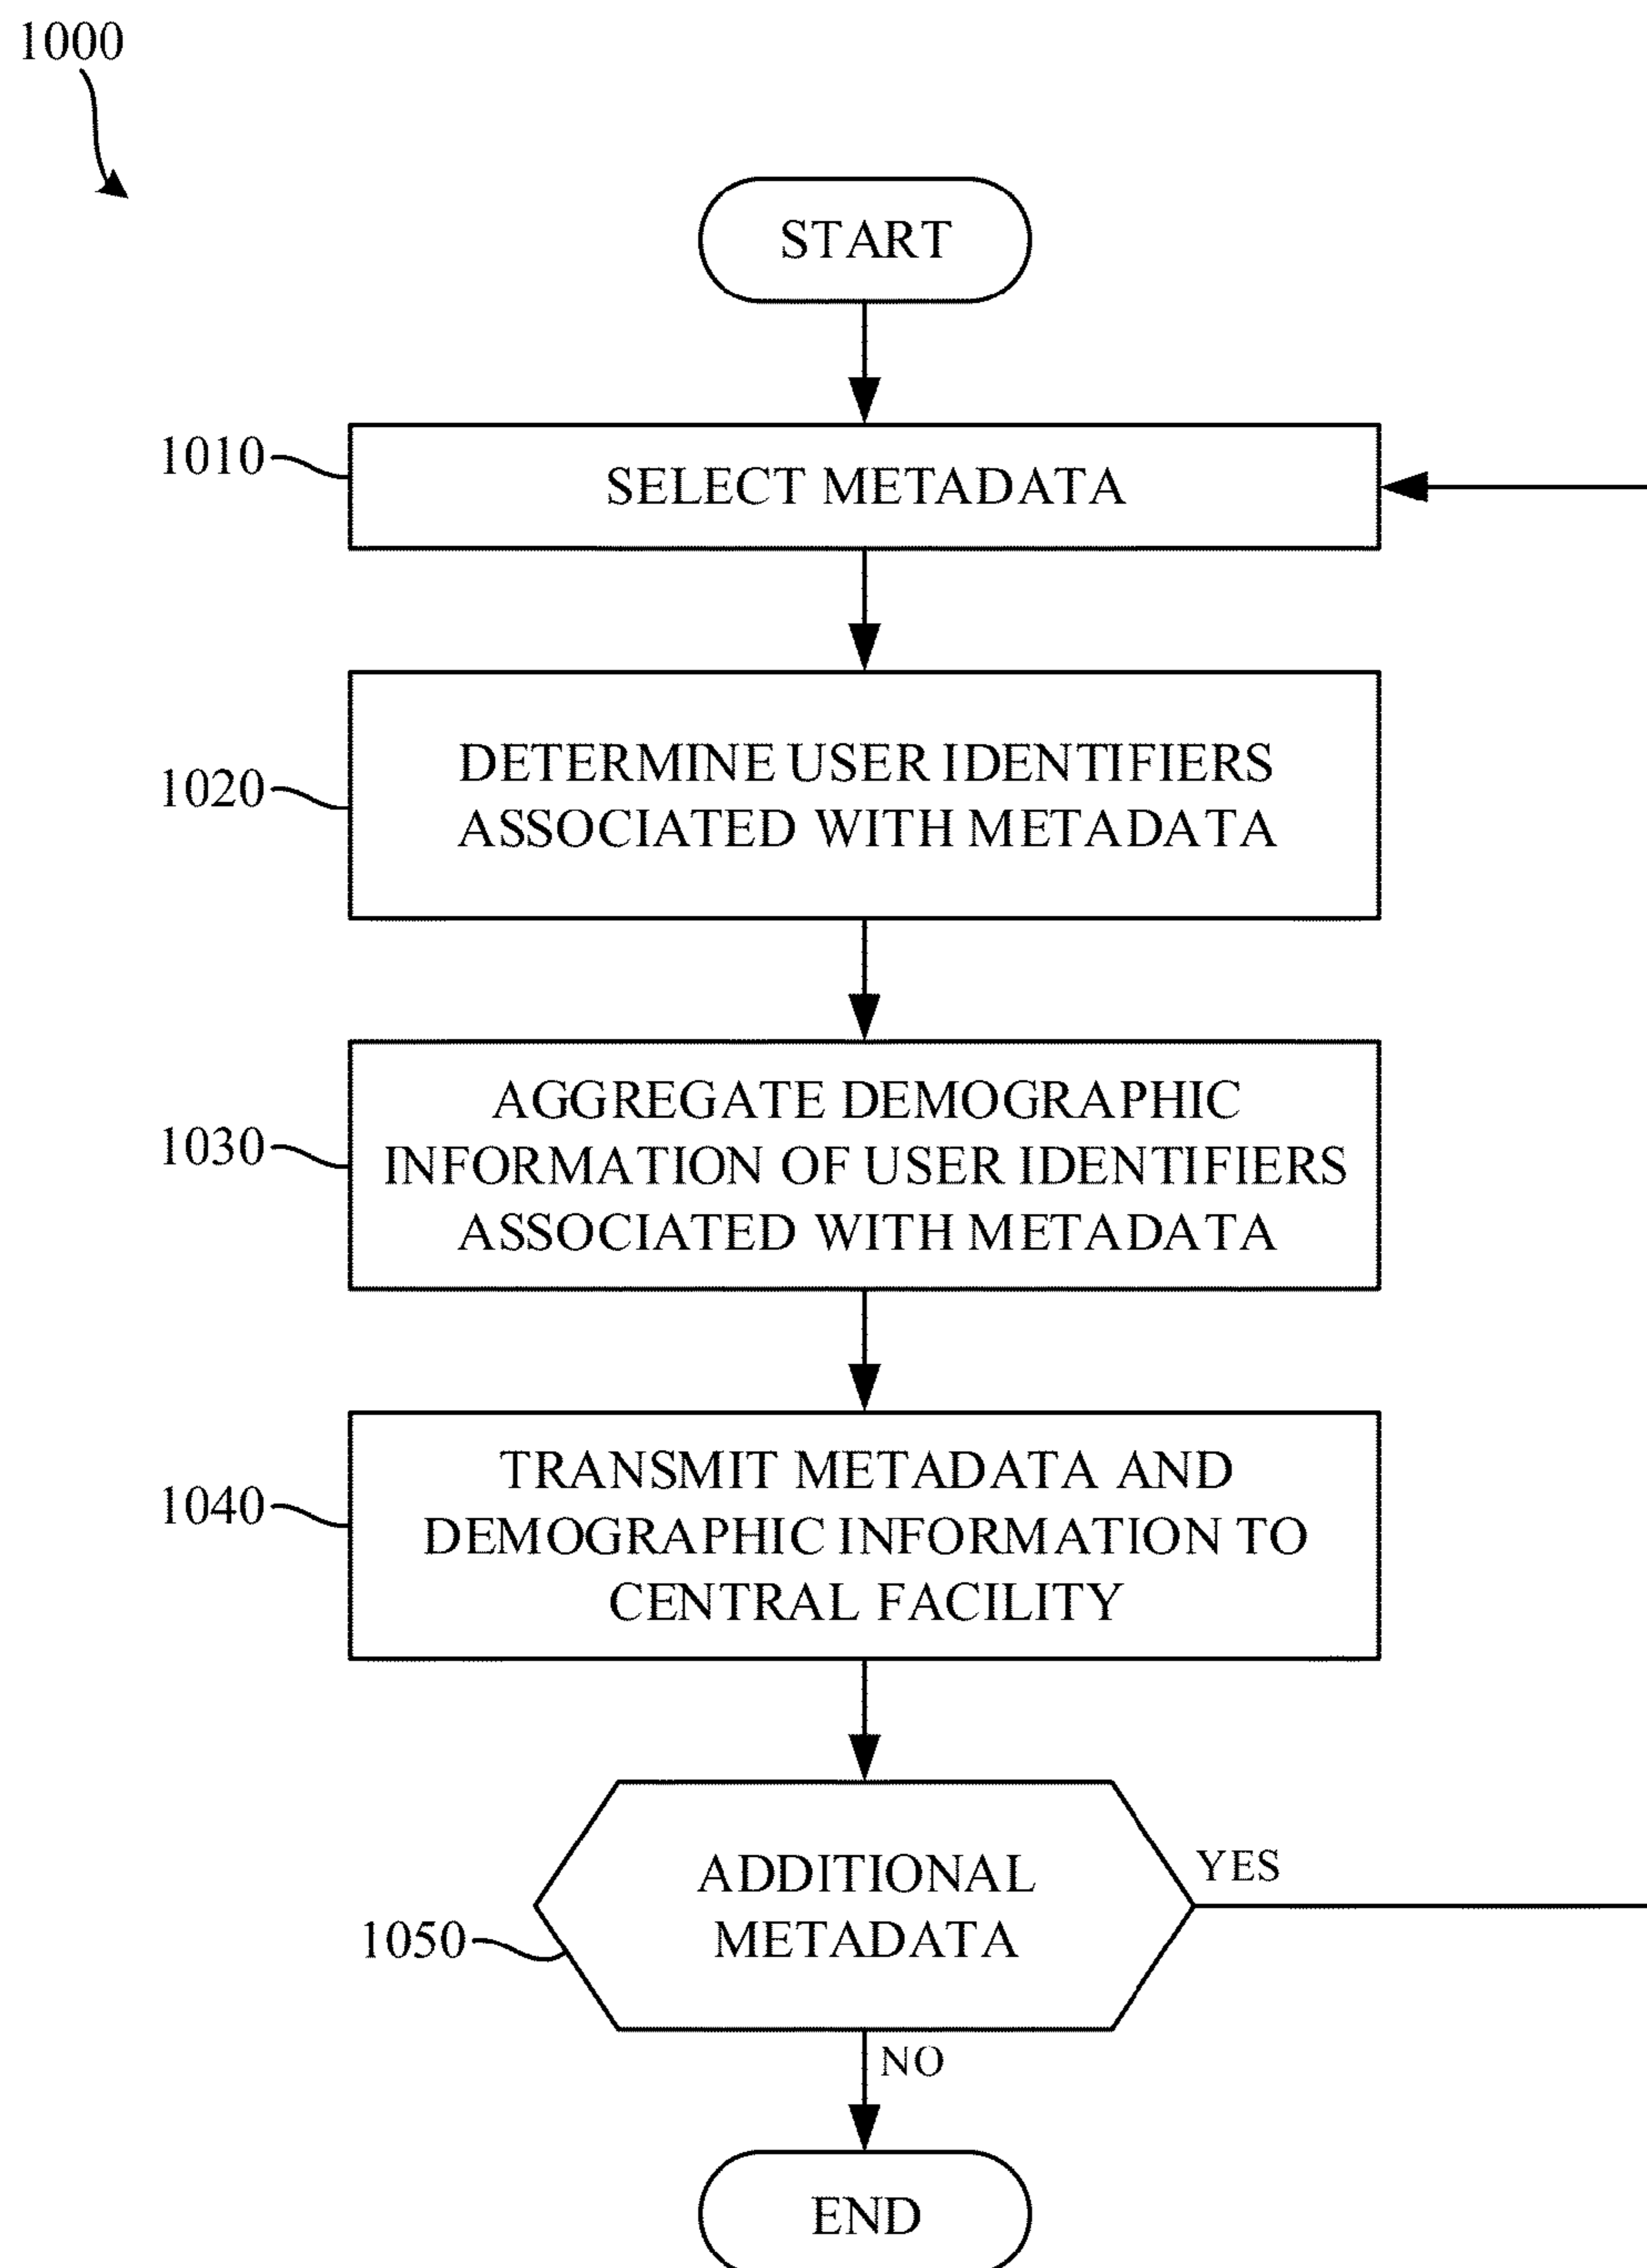 1000
START
1010
SELECT METADATA
1020
DETERMINE USER IDENTIFIERS
ASSOCIATED WITH METADATA
1030
AGGREGATE DEMOGRAPHIC
INFORMATION OF USER IDENTIFIERS
ASSOCIATED WITH METADATA
1040
TRANSMIT METADATA AND
DEMOGRAPHIC INFORMATION TO
CENTRAL FACILITY
1050
ADDITIONAL
METADATA
YES
NO
END